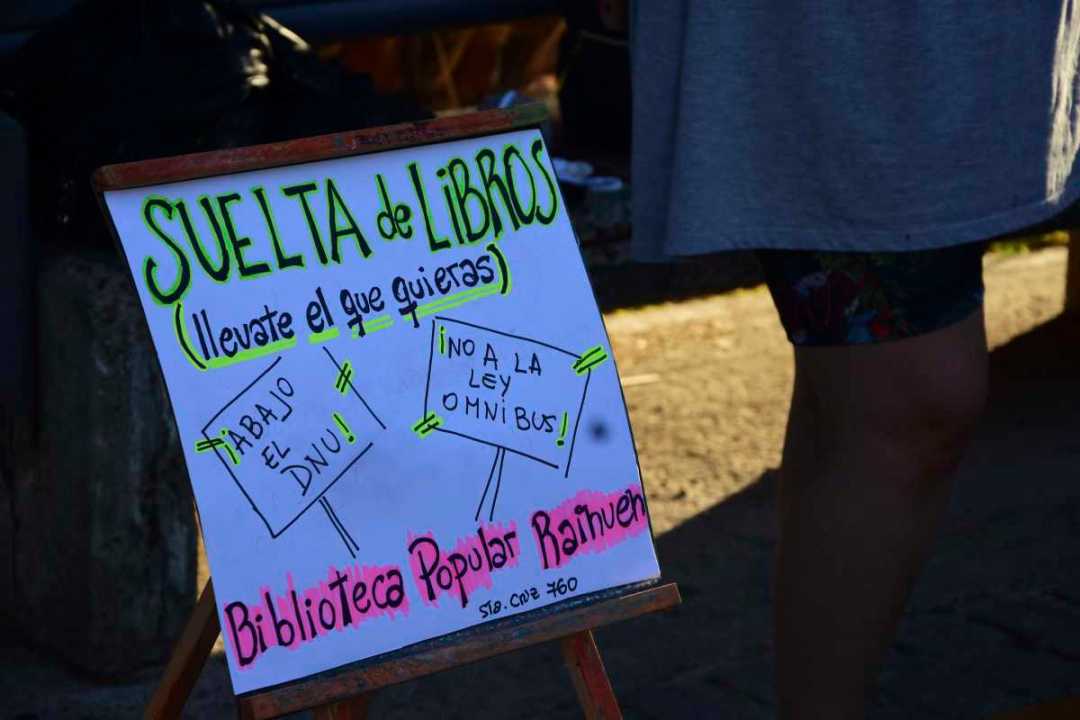 SUELTA de LiBROS
(llevate el que quieras)
¡ABAJO
EL
DNU!
¡NO A LA
LEY
OMNiBUS!
Biblioteca Popular Raihuen
Sta. Cruz 760